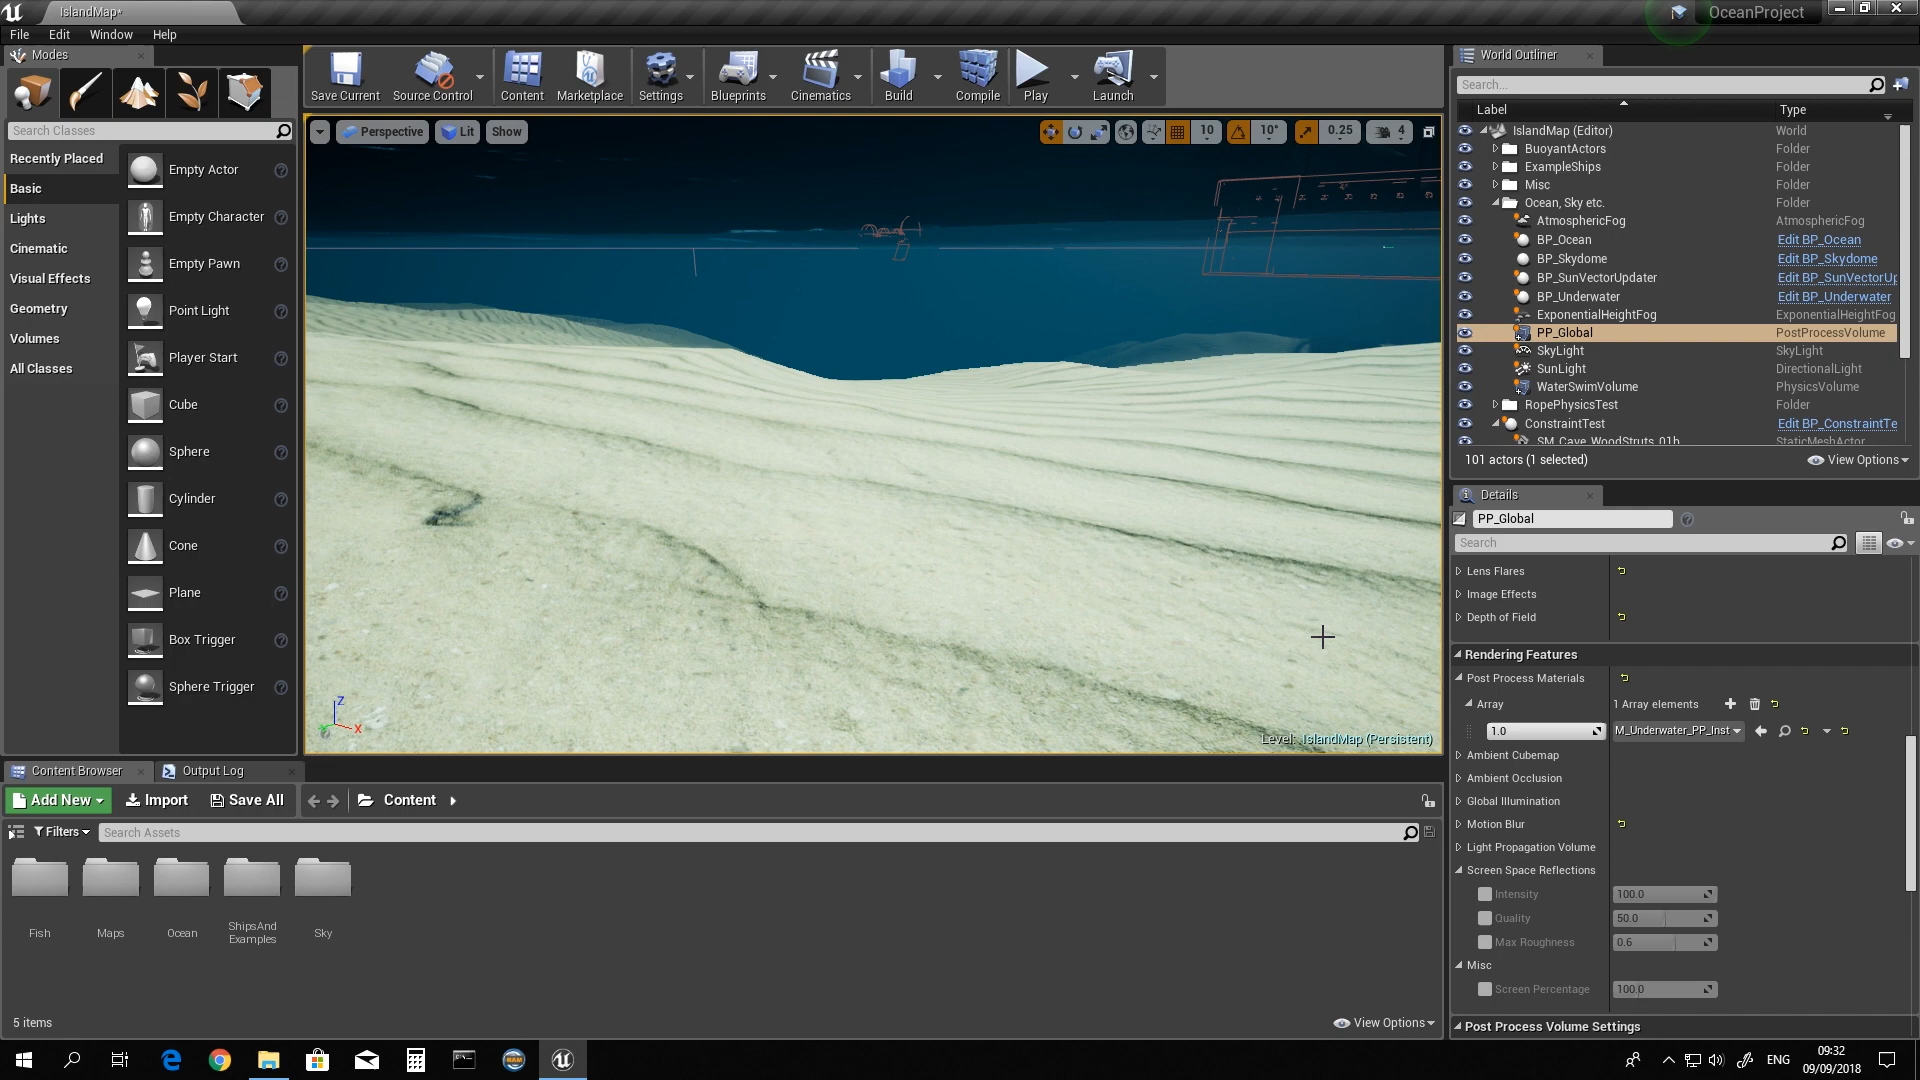 IslandMap*
OceanProject
File Edit Window Help
Modes
Search Classes
Recently Placed
Basic
Lights
Cinematic
Visual Effects
Geometry
Volumes
All Classes
Empty Actor
Empty Character
Empty Pawn
Point Light
Player Start
Cube
Sphere
Cylinder
Cone
Plane
Box Trigger
Sphere Trigger
Save Current
Source Control
Content
Marketplace
Settings
Blueprints
Cinematics
Build
Compile
Play
Launch
Perspective
Lit
Show
10
10°
0.25
4
Z
X
Level: IslandMap (Persistent)
World Outliner
Search...
Label Type
IslandMap (Editor) World
BuoyantActors Folder
ExampleShips Folder
Misc Folder
Ocean, Sky etc. Folder
AtmosphericFog AtmosphericFog
BP_Ocean Edit BP_Ocean
BP_Skydome Edit BP_Skydome
BP_SunVectorUpdater Edit BP_SunVectorUp
BP_Underwater Edit BP_Underwater
ExponentialHeightFog ExponentialHeightFog
PP_Global PostProcessVolume
SkyLight SkyLight
SunLight DirectionalLight
WaterSwimVolume PhysicsVolume
RopePhysicsTest Folder
ConstraintTest Edit BP_ConstraintTe
SM_Cave_WoodStruts_01b StaticMeshActor
101 actors (1 selected)
View Options
Details
PP_Global
Search
Lens Flares
Image Effects
Depth of Field
Rendering Features
Post Process Materials
Array 1 Array elements
1.0 M_Underwater_PP_Inst
Ambient Cubemap
Ambient Occlusion
Global Illumination
Motion Blur
Light Propagation Volume
Screen Space Reflections
Intensity 100.0
Quality 50.0
Max Roughness 0.6
Misc
Screen Percentage 100.0
Post Process Volume Settings
Content Browser
Output Log
Add New
Import
Save All
Content
Filters
Search Assets
Fish
Maps
Ocean
ShipsAnd
Examples
Sky
5 items
View Options
ENG
09:32
09/09/2018